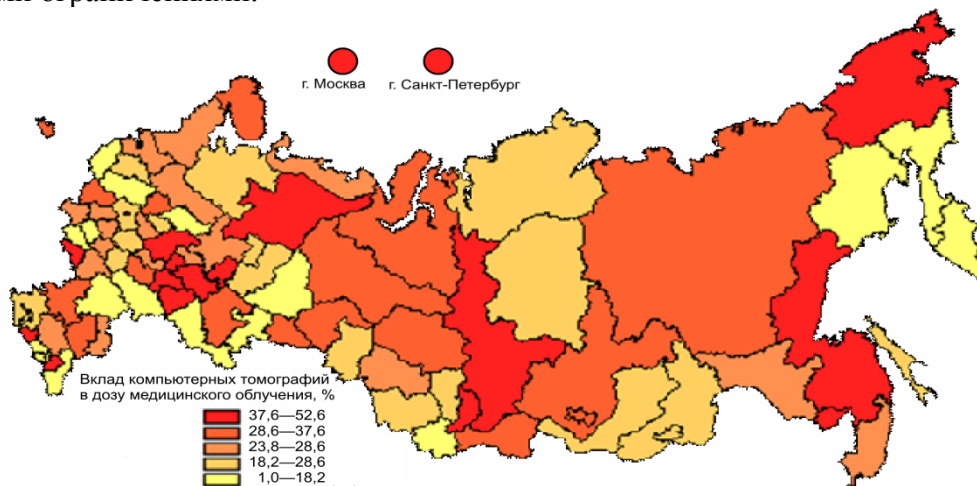 г. Москва г. Санкт-Петербург
Вклад компьютерных томографий
в дозу медицинского облучения, %
37,6—52,6
28,6—37,6
23,8—28,6
18,2—28,6
1,0—18,2